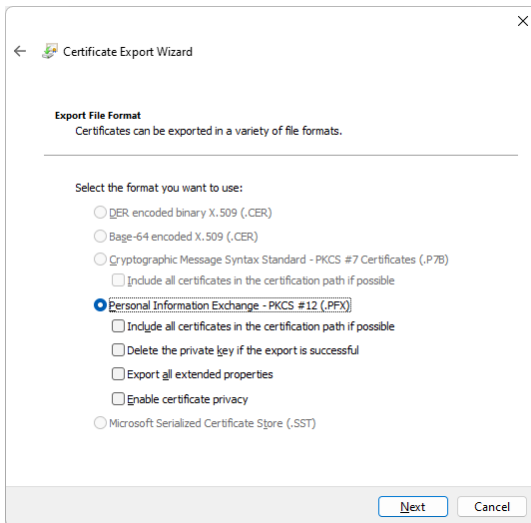 Certificate Export Wizard
Export File Format
Certificates can be exported in a variety of file formats.
Select the format you want to use:
DER encoded binary X.509 (.CER)
Base-64 encoded X.509 (.CER)
Cryptographic Message Syntax Standard - PKCS #7 Certificates (.P7B)
Include all certificates in the certification path if possible
Personal Information Exchange - PKCS #12 (.PFX)
Include all certificates in the certification path if possible
Delete the private key if the export is successful
Export all extended properties
Enable certificate privacy
Microsoft Serialized Certificate Store (.SST)
Next Cancel